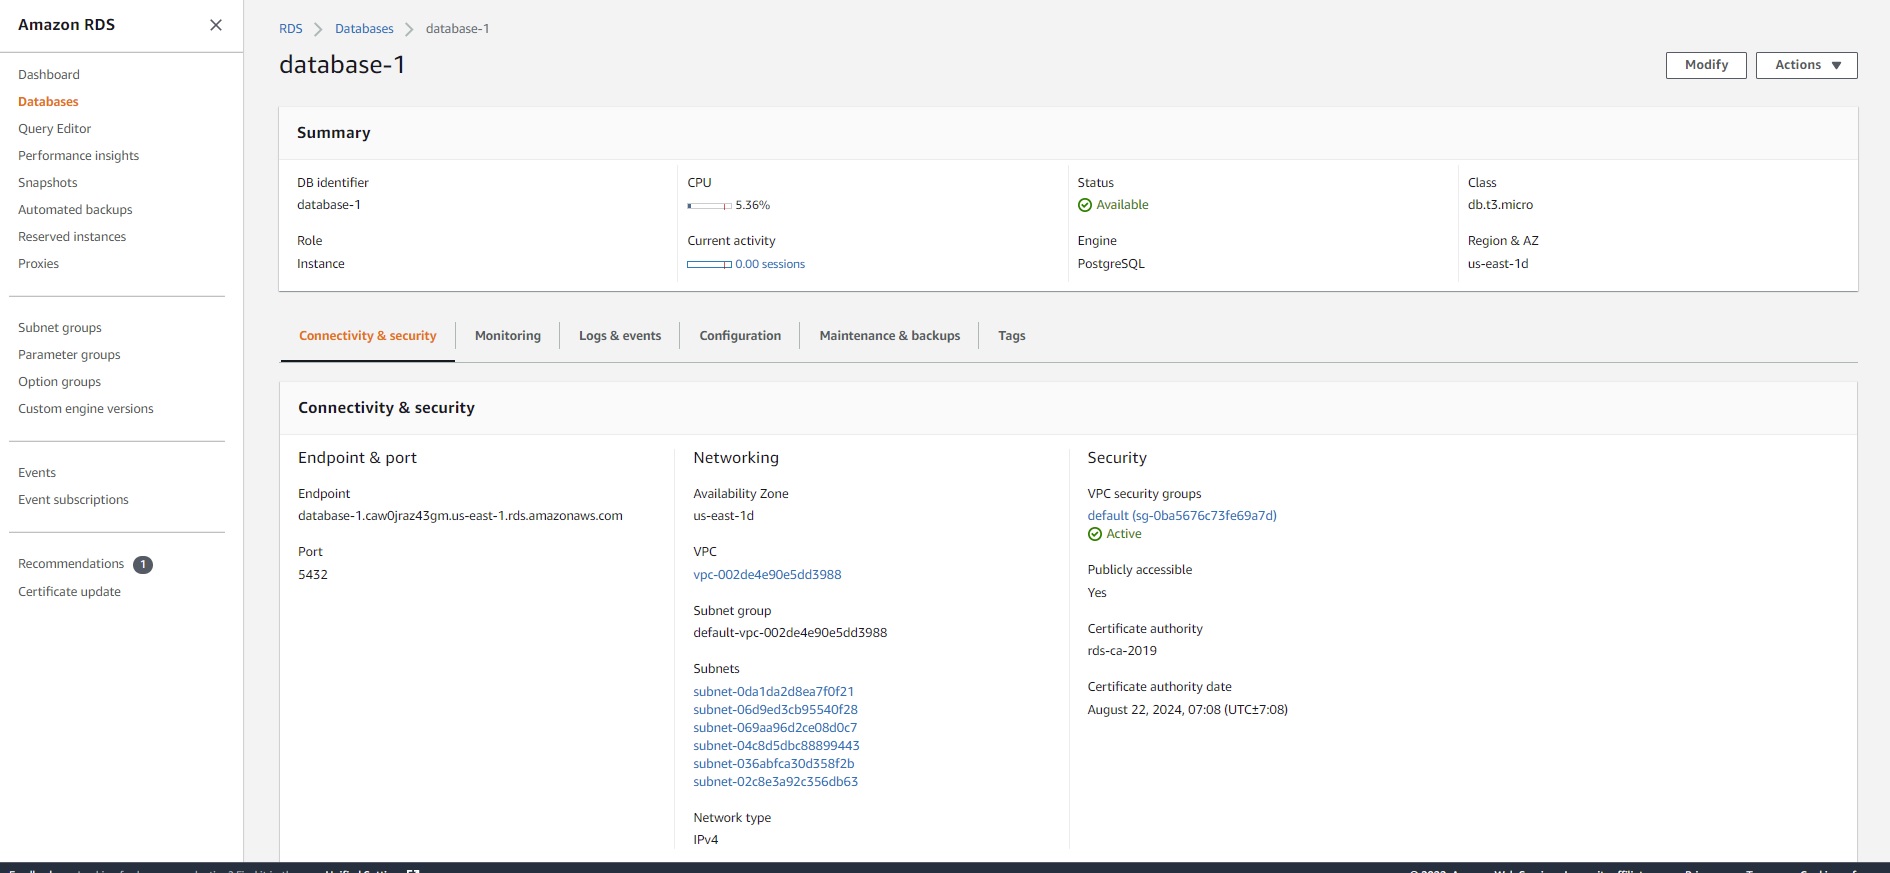 Amazon RDS
Dashboard
Databases
Query Editor
Performance insights
Snapshots
Automated backups
Reserved instances
Proxies
Subnet groups
Parameter groups
Option groups
Custom engine versions
Events
Event subscriptions
Recommendations 1
Certificate update
RDS Databases database-1
database-1
Modify Actions
Summary
DB identifier
database-1
Role
Instance
CPU
5.36%
Current activity
0.00 sessions
Status
Available
Engine
PostgreSQL
Class
db.t3.micro
Region & AZ
us-east-1d
Connectivity & security Monitoring Logs & events Configuration Maintenance & backups Tags
Connectivity & security
Endpoint & port
Endpoint
database-1.caw0jraz43gm.us-east-1.rds.amazonaws.com
Port
5432
Networking
Availability Zone
us-east-1d
VPC
vpc-002de4e90e5dd3988
Subnet group
default-vpc-002de4e90e5dd3988
Subnets
subnet-0da1da2d8ea7f0f21
subnet-06d9ed3cb95540f28
subnet-069aa96d2ce08d0c7
subnet-04c8d5dbc88899443
subnet-036abfca30d358f2b
subnet-02c8e3a92c356db63
Network type
IPv4
Security
VPC security groups
default (sg-0ba5676c73fe69a7d)
Active
Publicly accessible
Yes
Certificate authority
rds-ca-2019
Certificate authority date
August 22, 2024, 07:08 (UTC±7:08)